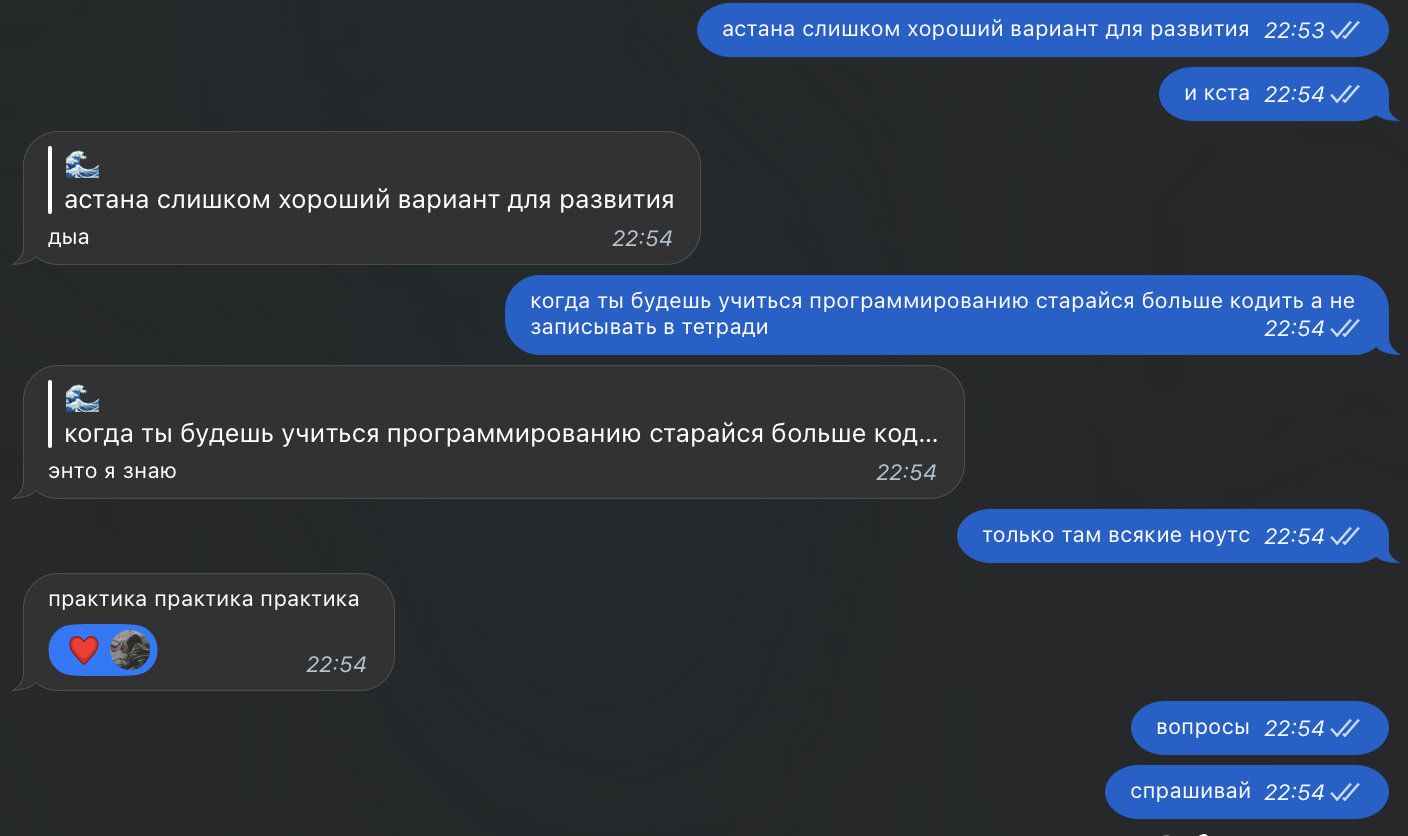 астана слишком хороший вариант для развития 22:53
и кста 22:54
астана слишком хороший вариант для развития
дыа 22:54
когда ты будешь учиться программированию старайся больше кодить а не
записывать в тетради 22:54
когда ты будешь учиться программированию старайся больше код...
энто я знаю 22:54
только там всякие ноутс 22:54
практика практика практика
22:54
вопросы 22:54
спрашивай 22:54